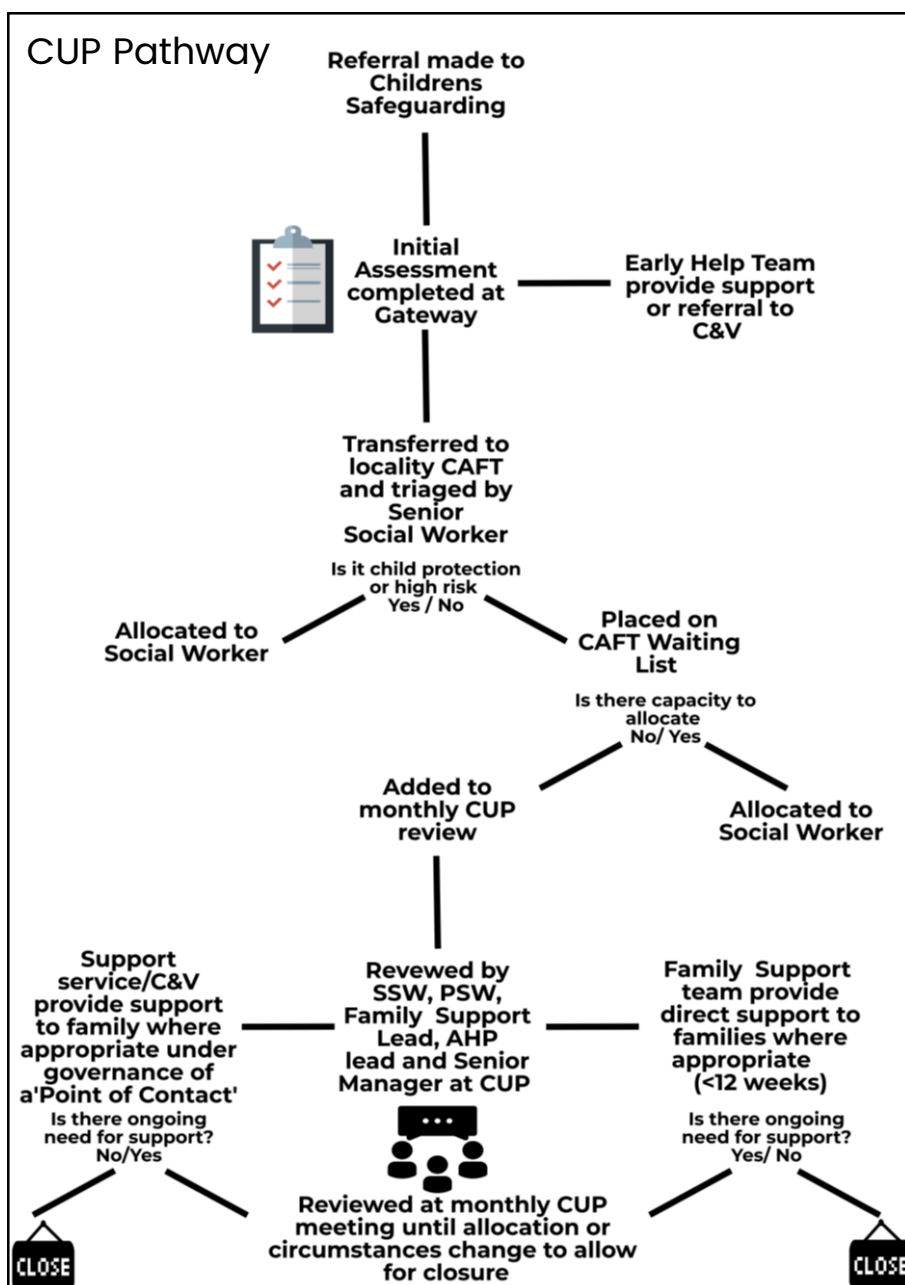 CUP Pathway
Referral made to
Childrens
Safeguarding
Initial
Assessment
completed at
Gateway
Early Help Team
provide support
or referral to
C&V
Transferred to
locality CAFT
and triaged by
Senior
Social Worker
Is it child protection
or high risk
Yes / No
Allocated to
Social Worker
Placed on
CAFT Waiting
List
Is there capacity to
allocate
No/ Yes
Added to
monthly CUP
review
Allocated to
Social Worker
Support
service/C&V
provide support
to family where
appropriate under
governance of
a'Point of Contact'
Is there ongoing
need for support?
No/Yes
Revewed by
SSW, PSW,
Family Support
Lead, AHP
lead and Senior
Manager at CUP
Family Support
team provide
direct support to
families where
appropriate
(<12 weeks)
Is there ongoing
need for support?
Yes/ No
Reviewed at monthly CUP
meeting until allocation or
circumstances change to allow
for closure
CLOSE
CLOSE